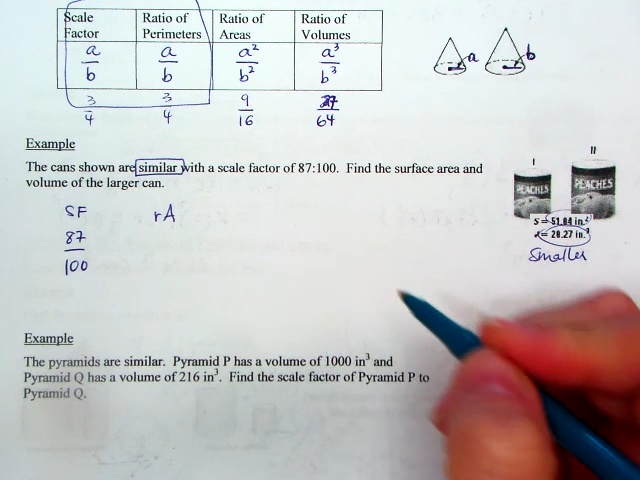 Scale Factor Ratio of Perimeters Ratio of Areas Ratio of Volumes
a/b a/b a²/b² a³/b³
3/4 3/4 9/16 27/64
a b
Example
The cans shown are similar with a scale factor of 87:100. Find the surface area and
volume of the larger can.
I II
PEACHES PEACHES
S = 51.84 in.²
V = 28.27 in.³
Smaller
SF rA
87/100
Example
The pyramids are similar. Pyramid P has a volume of 1000 in³ and
Pyramid Q has a volume of 216 in³. Find the scale factor of Pyramid P to
Pyramid Q.